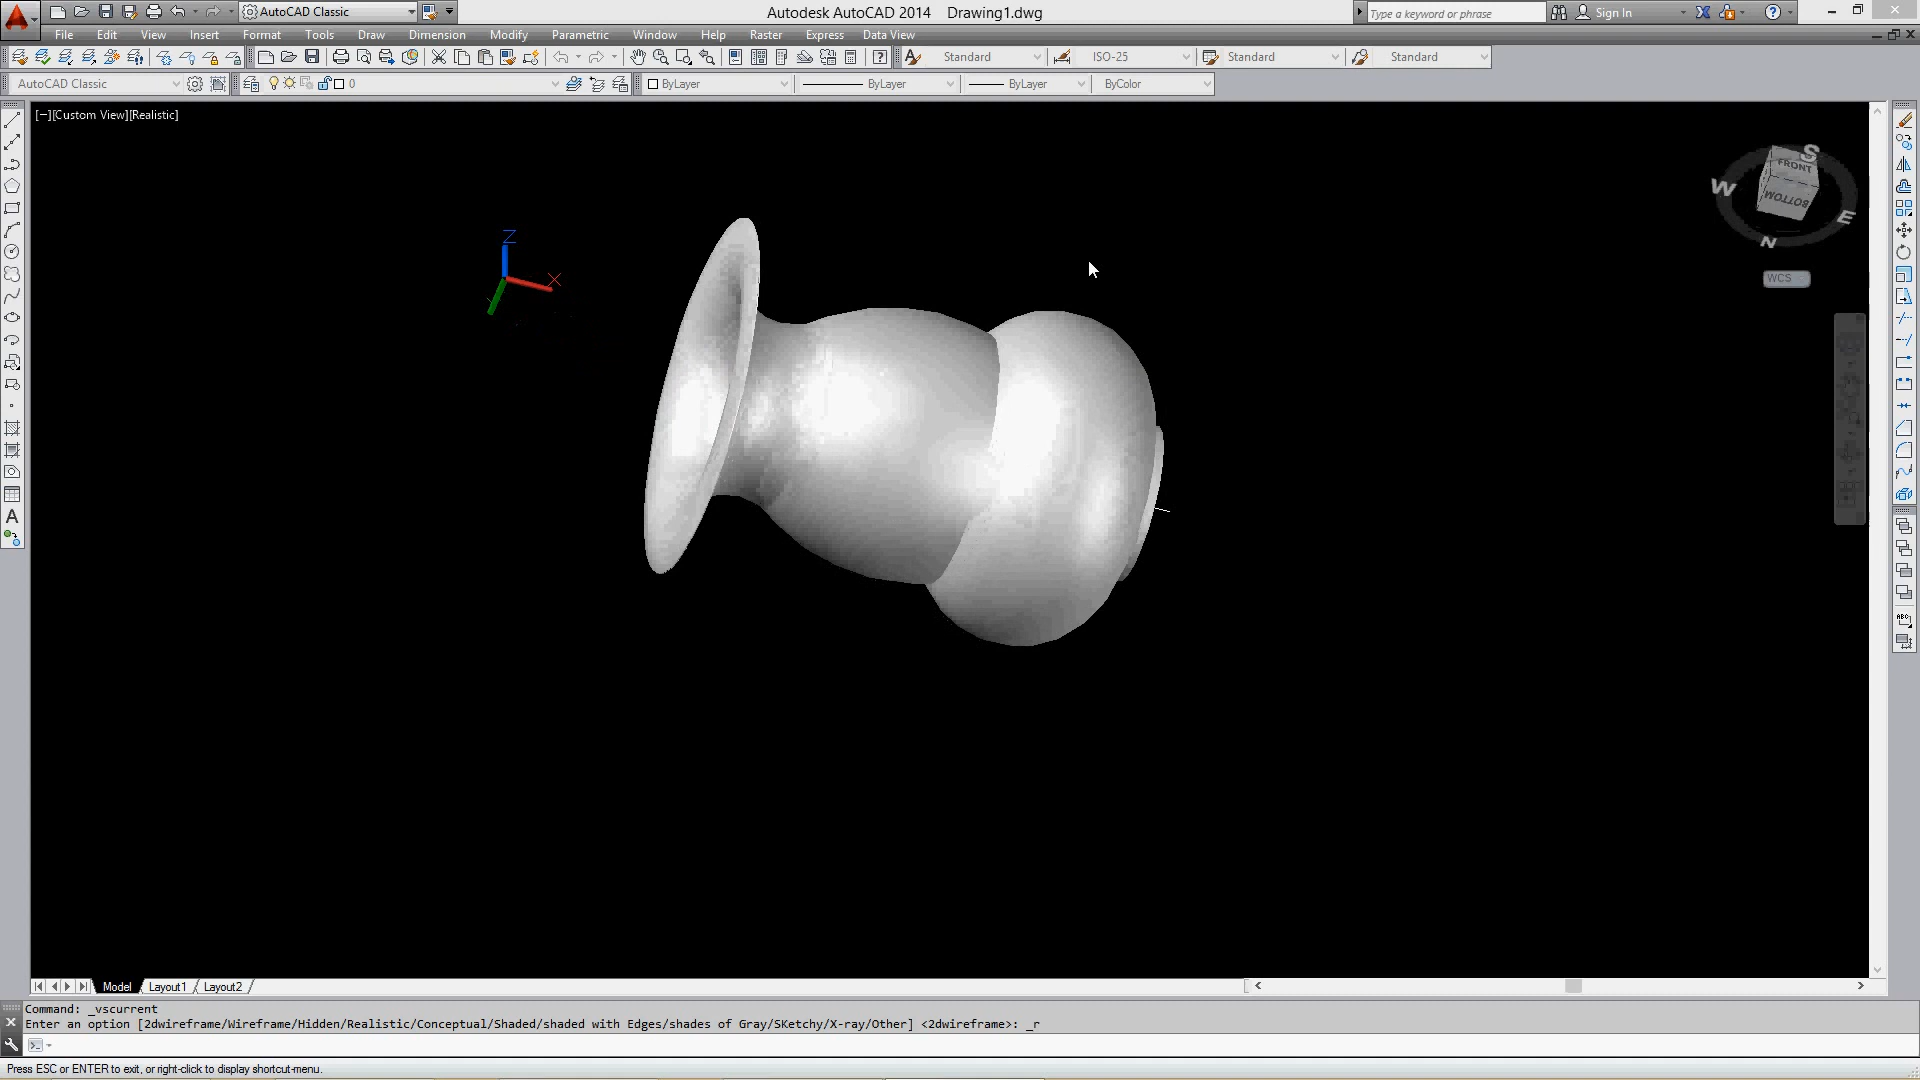 AutoCAD Classic
Autodesk AutoCAD 2014 Drawing1.dwg
Type a keyword or phrase
Sign In
File Edit View Insert Format Tools Draw Dimension Modify Parametric Window Help Raster Express Data View
Standard ISO-25 Standard Standard
AutoCAD Classic 0 ByLayer ByLayer ByLayer ByColor
[−][Custom View][Realistic]
S
FRONT
W
BOTTOM
E
N
Z
X
WCS
A
ABC
Model Layout1 Layout2
Command: _vscurrent
Enter an option [2dwireframe/Wireframe/Hidden/Realistic/Conceptual/Shaded/shaded with Edges/shades of Gray/SKetchy/X-ray/Other] <2dwireframe>: _r
Press ESC or ENTER to exit, or right-click to display shortcut-menu.